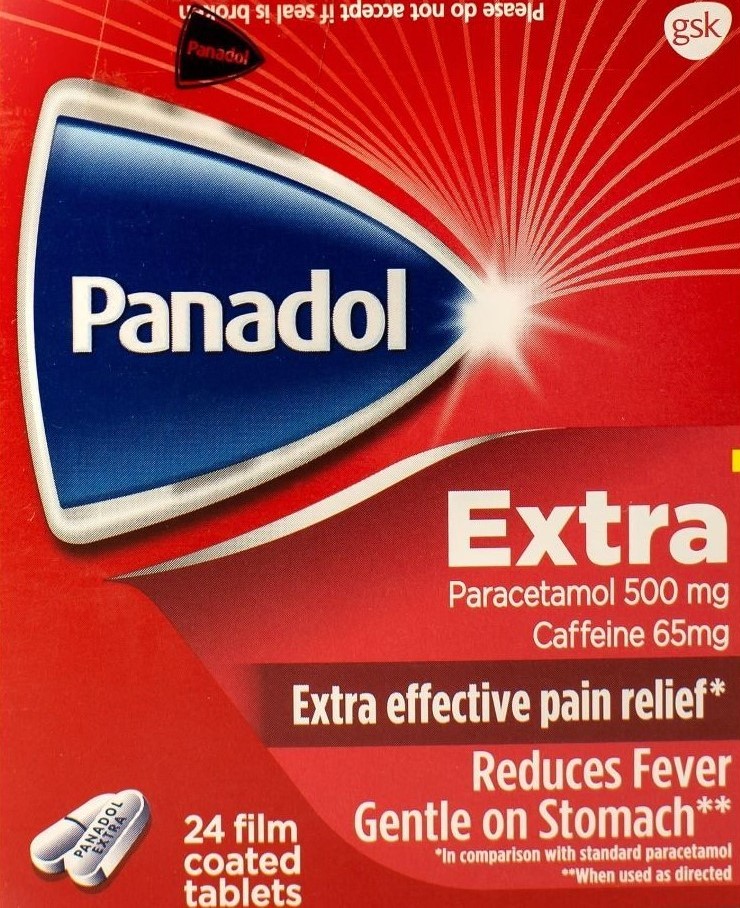 Please do not accept if seal is broken
Panadol
gsk
Panadol
Extra
Paracetamol 500 mg
Caffeine 65mg
Extra effective pain relief*
Reduces Fever
Gentle on Stomach**
*In comparison with standard paracetamol
**When used as directed
PANADOL
EXTRA
24 film
coated
tablets